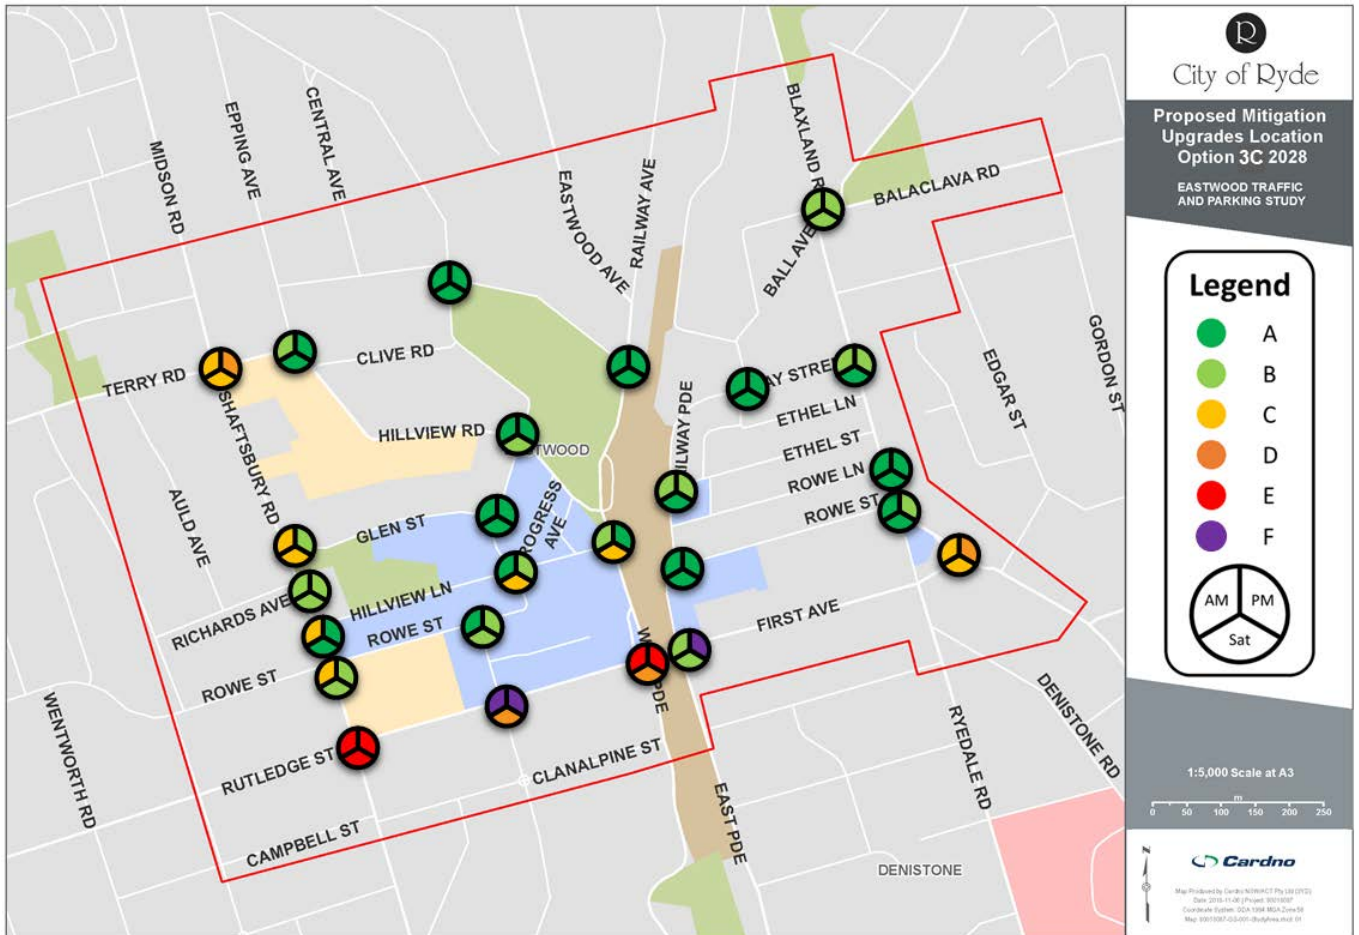 MIDSON RD
EPPING AVE
CENTRAL AVE
EASTWOOD AVE
RAILWAY AVE
BLAXLAND R
BALL AVE
BALACLAVA RD
GORDON ST
EDGAR ST
TERRY RD
CLIVE RD
SHAFTSBURY RD
HILLVIEW RD
TWOOD
AY STREE
ETHEL LN
ETHEL ST
ROWE LN
ROWE ST
ILWAY PDE
AULD AVE
GLEN ST
ROGRESS
AVE
RICHARDS AVE
HILLVIEW LN
ROWE ST
ROWE ST
FIRST AVE
W
PDE
WENTWORTH RD
RUTLEDGE ST
CLANALPINE ST
CAMPBELL ST
EAST PDE
RYEDALE RD
DENISTONE RD
DENISTONE
R
City of Ryde
Proposed Mitigation
Upgrades Location
Option 3C 2028
EASTWOOD TRAFFIC
AND PARKING STUDY
Legend
A
B
C
D
E
F
AM PM
Sat
1:5,000 Scale at A3
m
0 50 100 150 200 250
N
Cardno